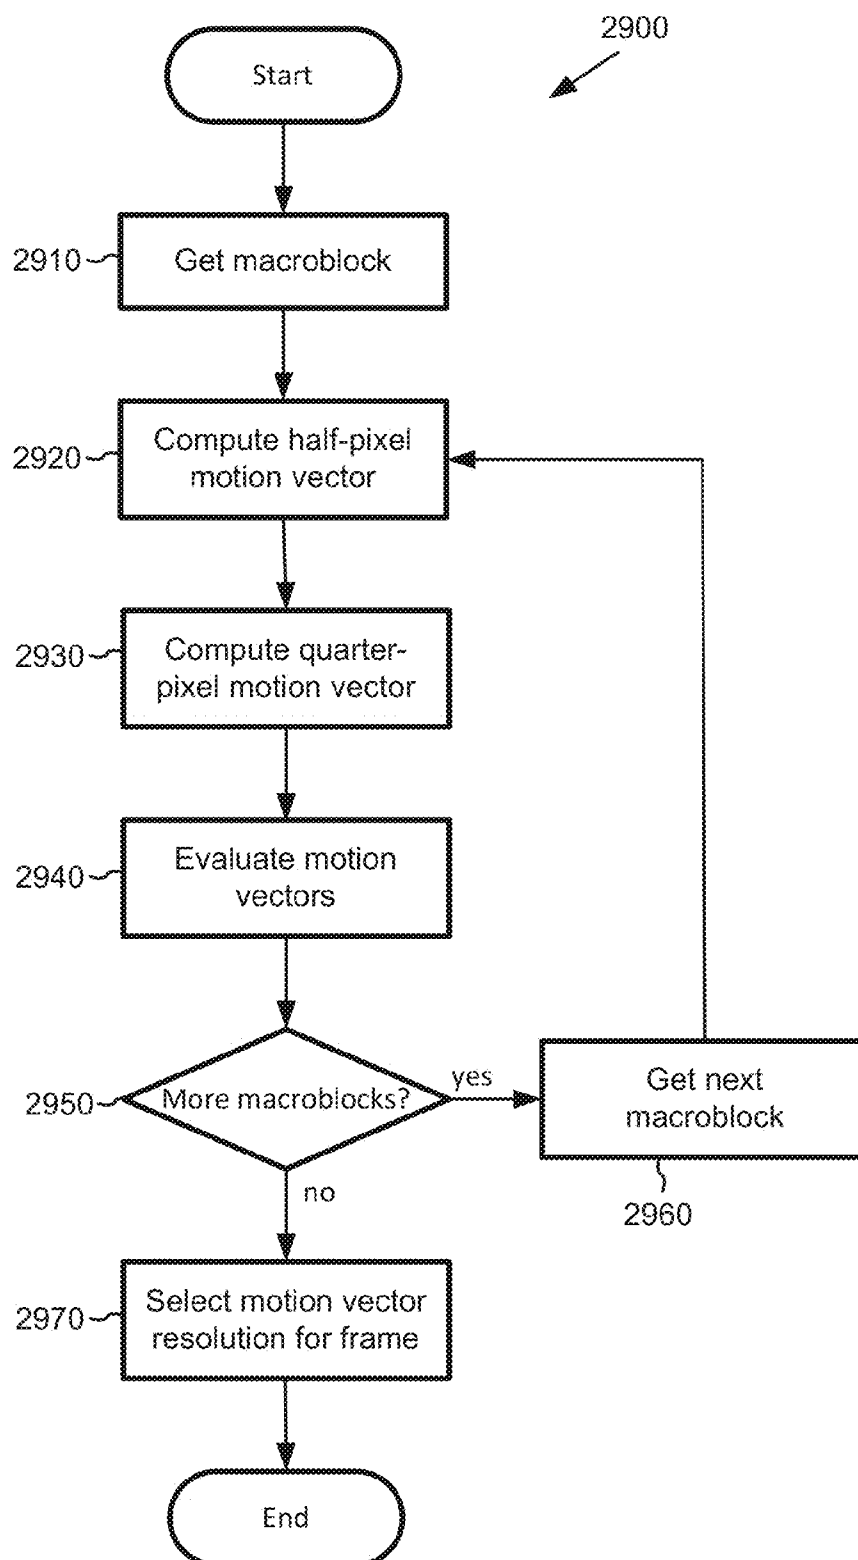 2900
Start
2910
Get macroblock
2920
Compute half-pixel
motion vector
2930
Compute quarter-
pixel motion vector
2940
Evaluate motion
vectors
2950
More macroblocks?
yes
Get next
macroblock
2960
no
2970
Select motion vector
resolution for frame
End